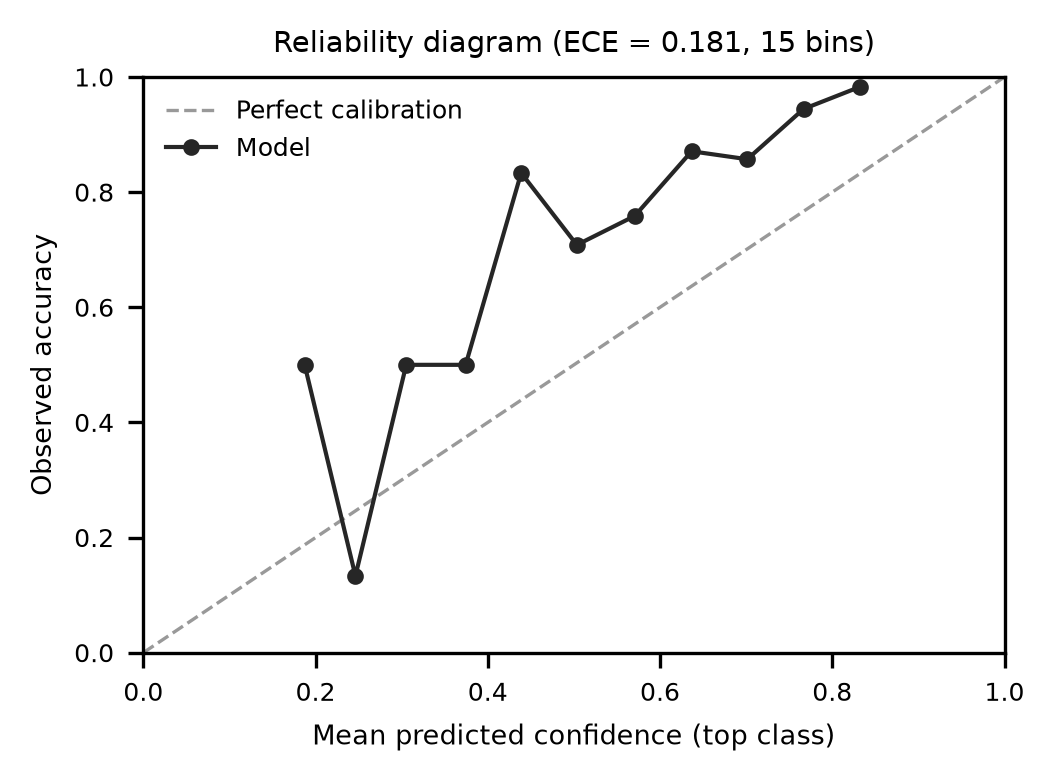 Reliability diagram (ECE = 0.181, 15 bins)
Perfect calibration
Model
Observed accuracy
1.0
0.8
0.6
0.4
0.2
0.0
0.0 0.2 0.4 0.6 0.8 1.0
Mean predicted confidence (top class)